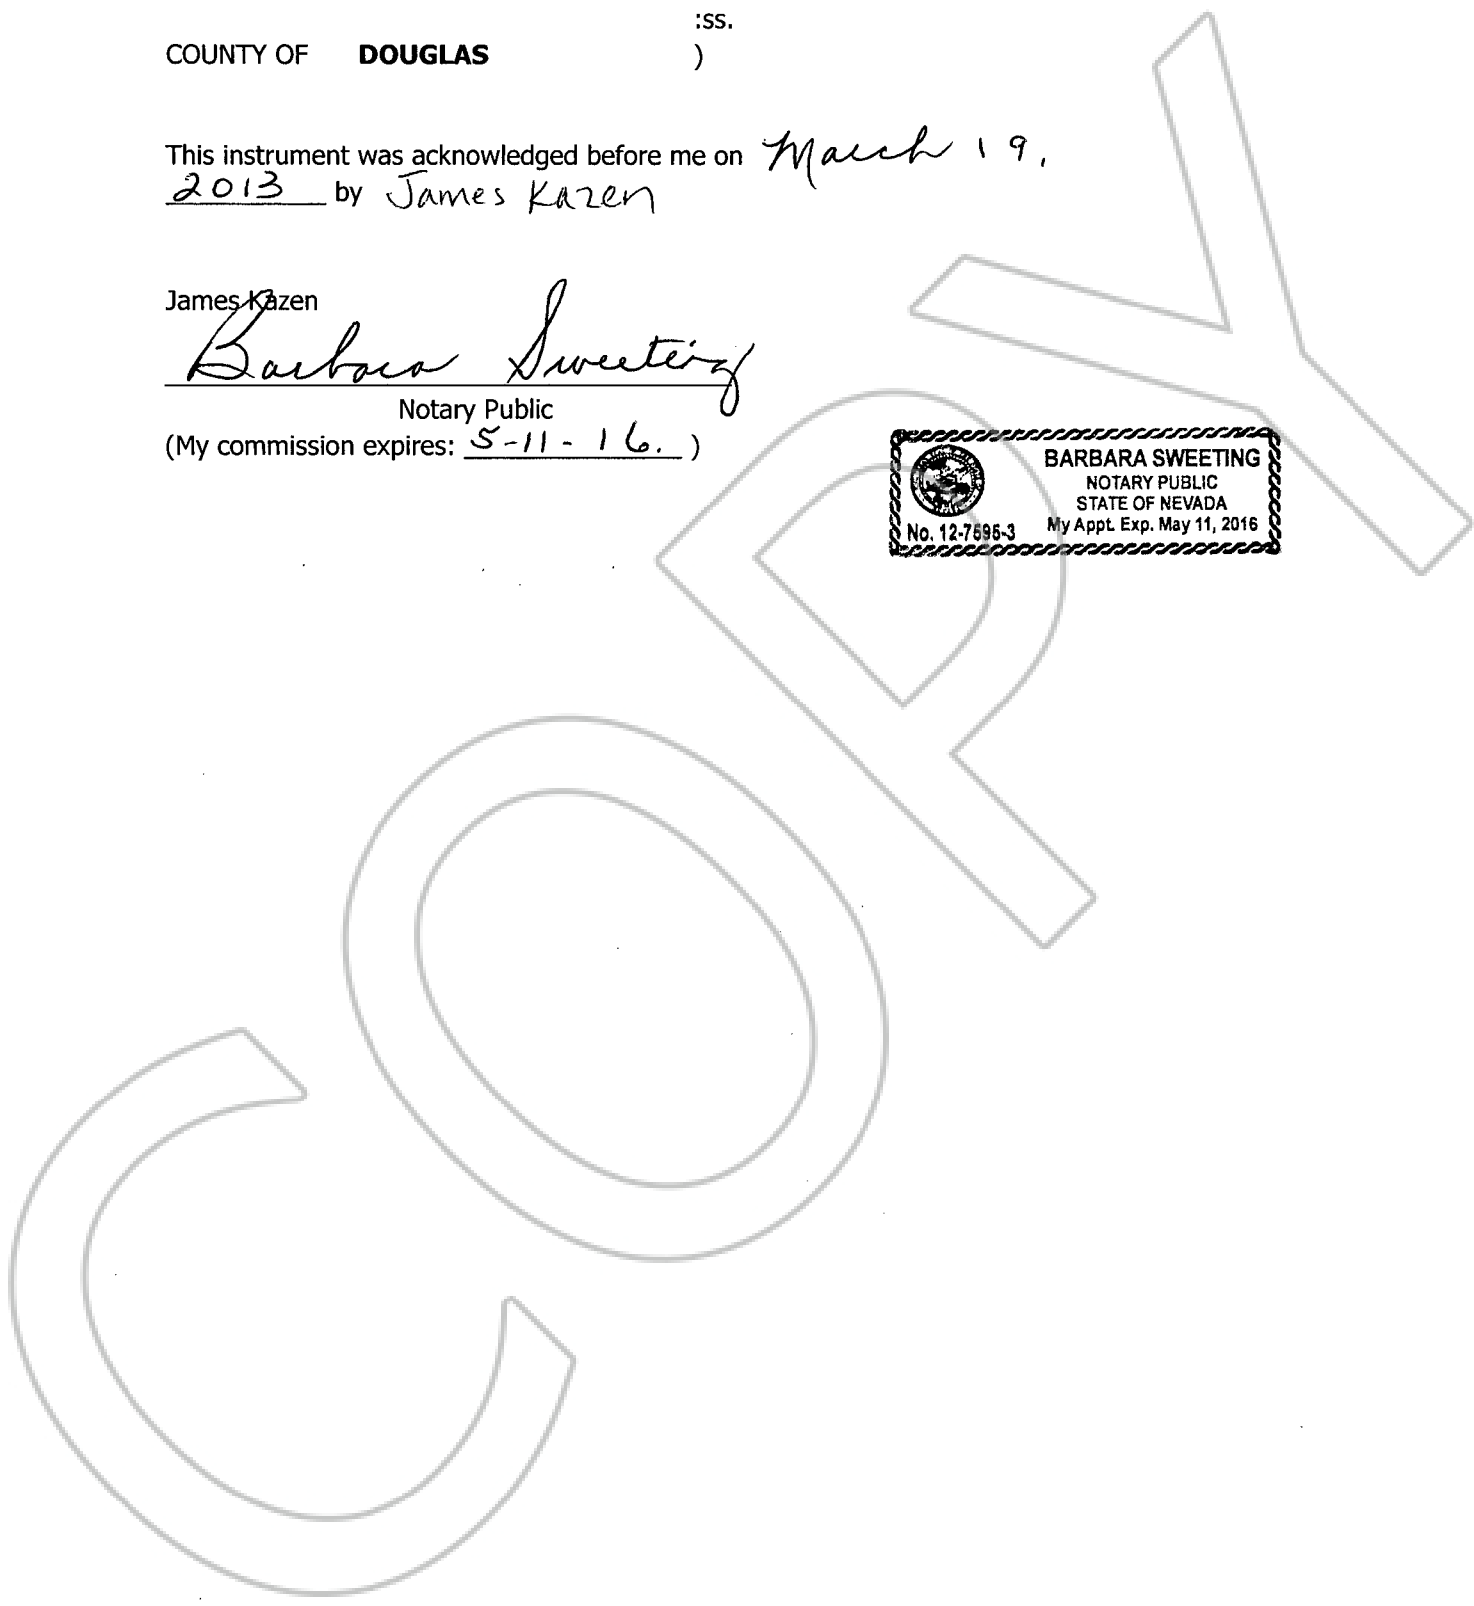 :ss.
COUNTY OF DOUGLAS )
This instrument was acknowledged before me on March 19,
2013 by James Kazen
James Kazen
Barbara Sweeting
Notary Public
(My commission expires: 5-11-16. )
BARBARA SWEETING
NOTARY PUBLIC
STATE OF NEVADA
No. 12-7595-3 My Appt. Exp. May 11, 2016
COPY